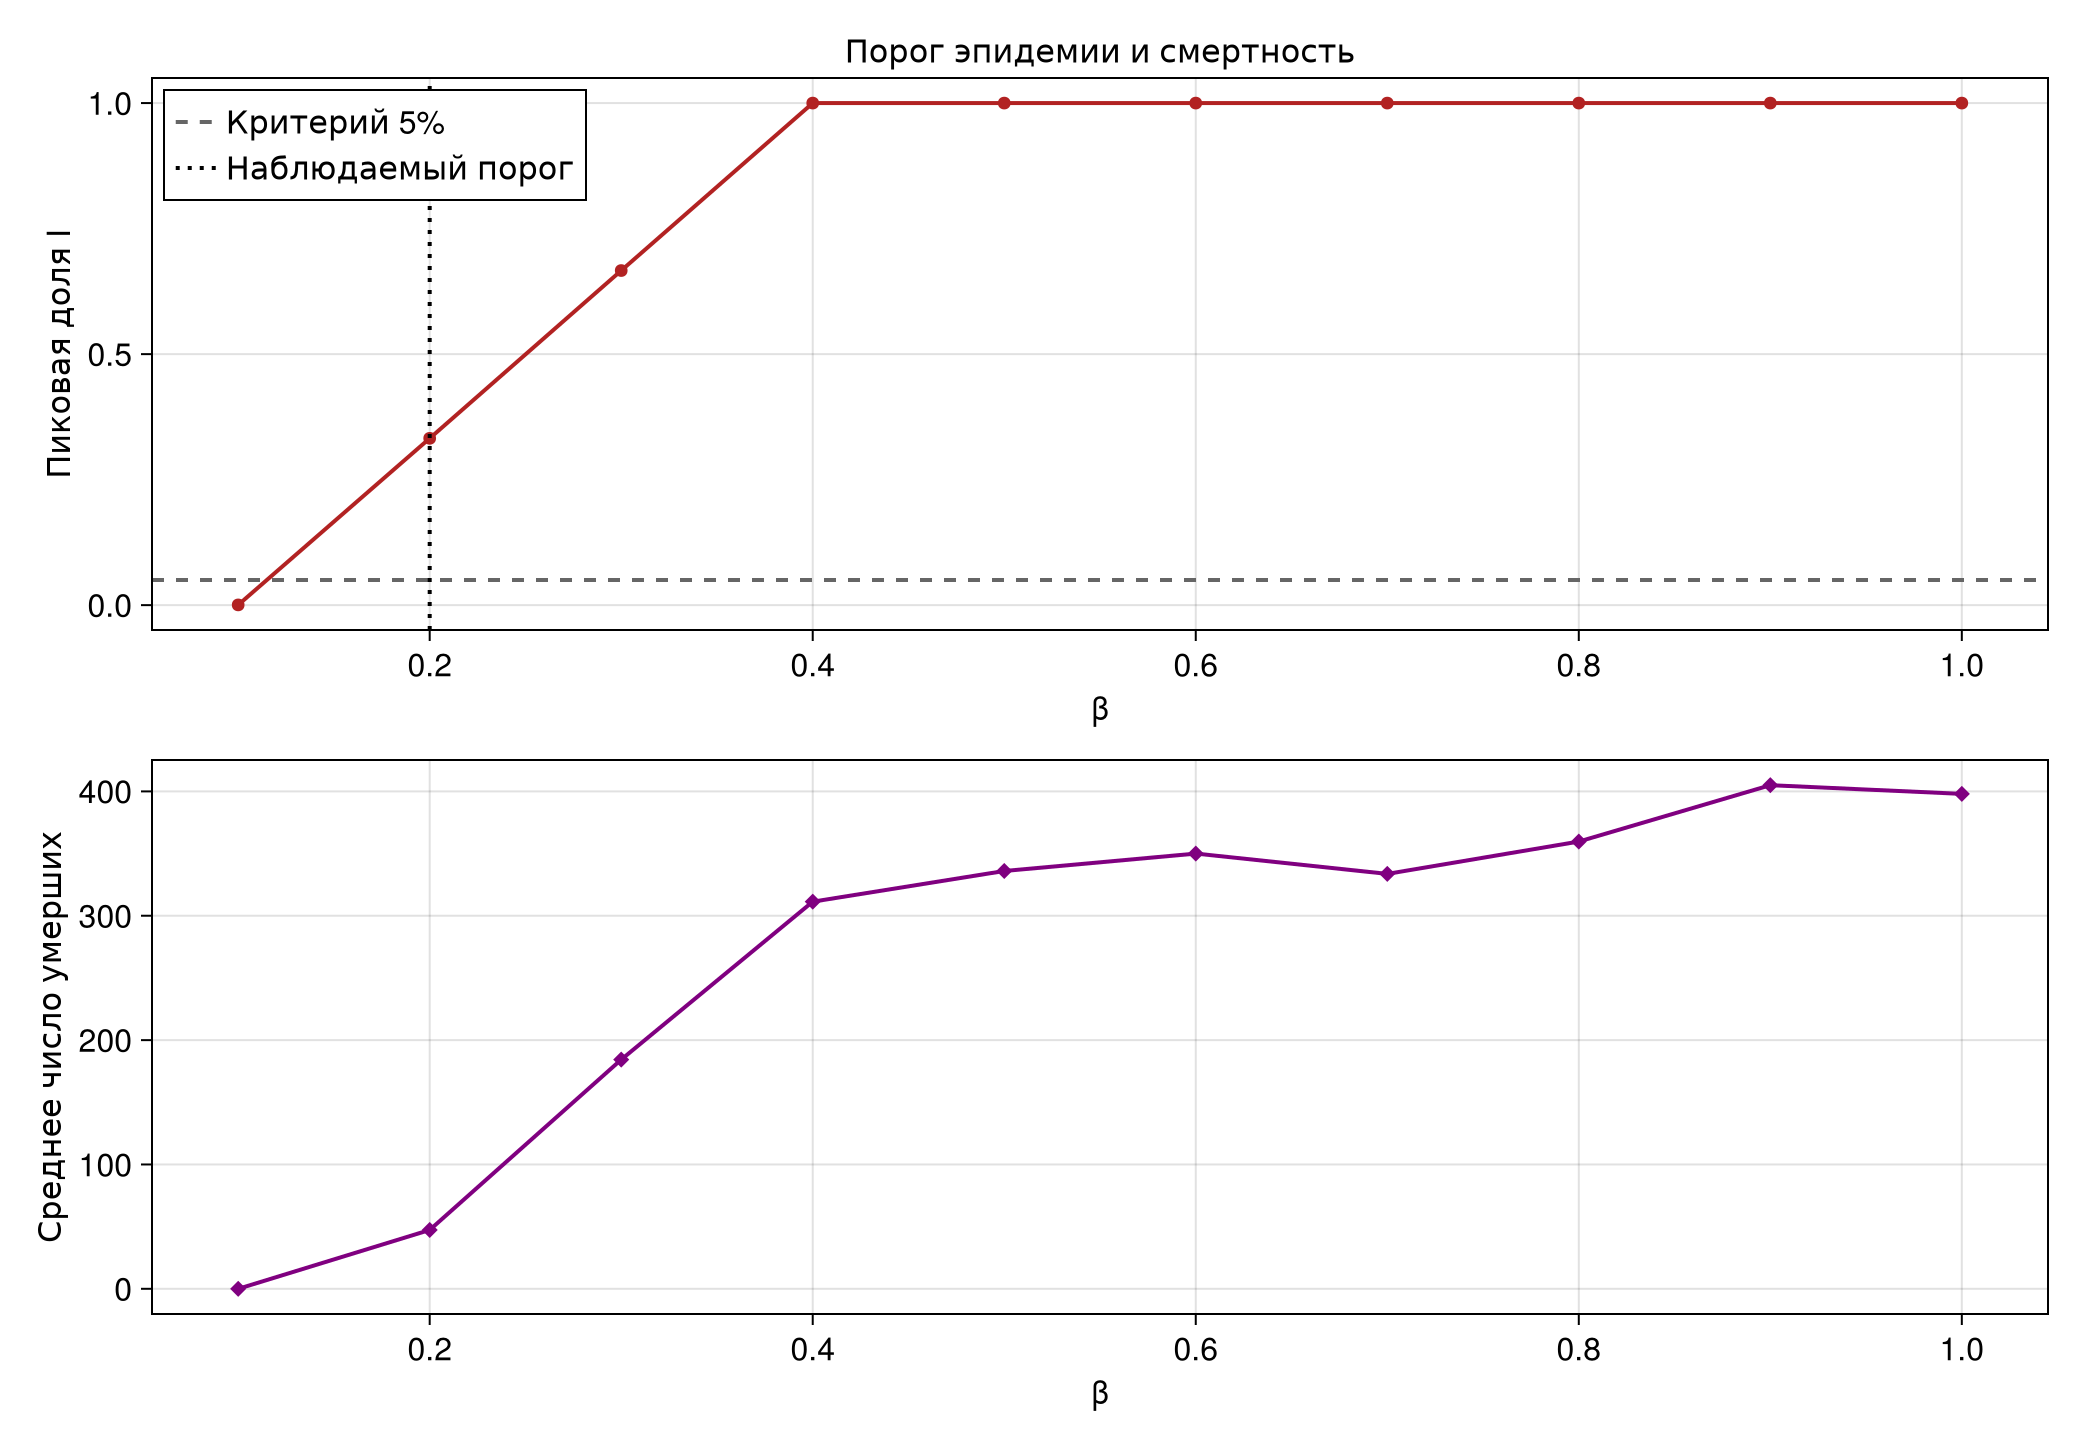 Порог эпидемии и смертность
Критерий 5%
Наблюдаемый порог
Пиковая доля I
1.0
0.5
0.0
0.2 0.4 0.6 0.8 1.0
β
Среднее число умерших
400
300
200
100
0
0.2 0.4 0.6 0.8 1.0
β